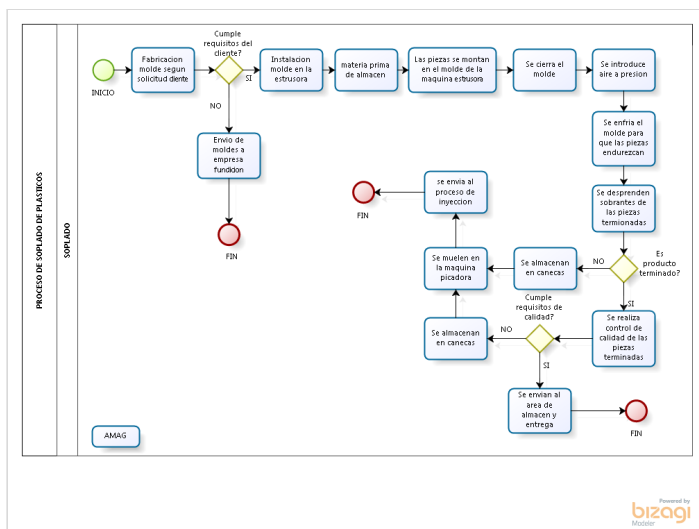 PROCESO DE SOPLADO DE PLASTICOS
SOPLADO
INICIO
Fabricacion
molde segun
solicitud cliente
Cumple
requisitos del
cliente?
SI
NO
Envio de
moldes a
empresa
fundidon
FIN
Instalacion
molde en la
estrusora
materia prima
de almacen
Las piezas se montan
en el molde de la
maquina estrusora
Se cierra el
molde
Se introduce
aire a presion
Se enfria el
molde para
que las piezas
endurezcan
Se desprenden
sobrantes de
las piezas
termionadas
Es
producto
terminado?
NO
SI
Se almacenan
en canecas
Se muelen en
la maquina
picadora
se envia al
proceso de
inyeccion
FIN
Se realiza
control de
calidad de las
piezas
terminadas
Cumple
requisitos de
calidad?
NO
SI
Se almacenan
en canecas
Se envian al
area de
almacen y
entrega
FIN
AMAG
Powered by
bizagi
Modeler